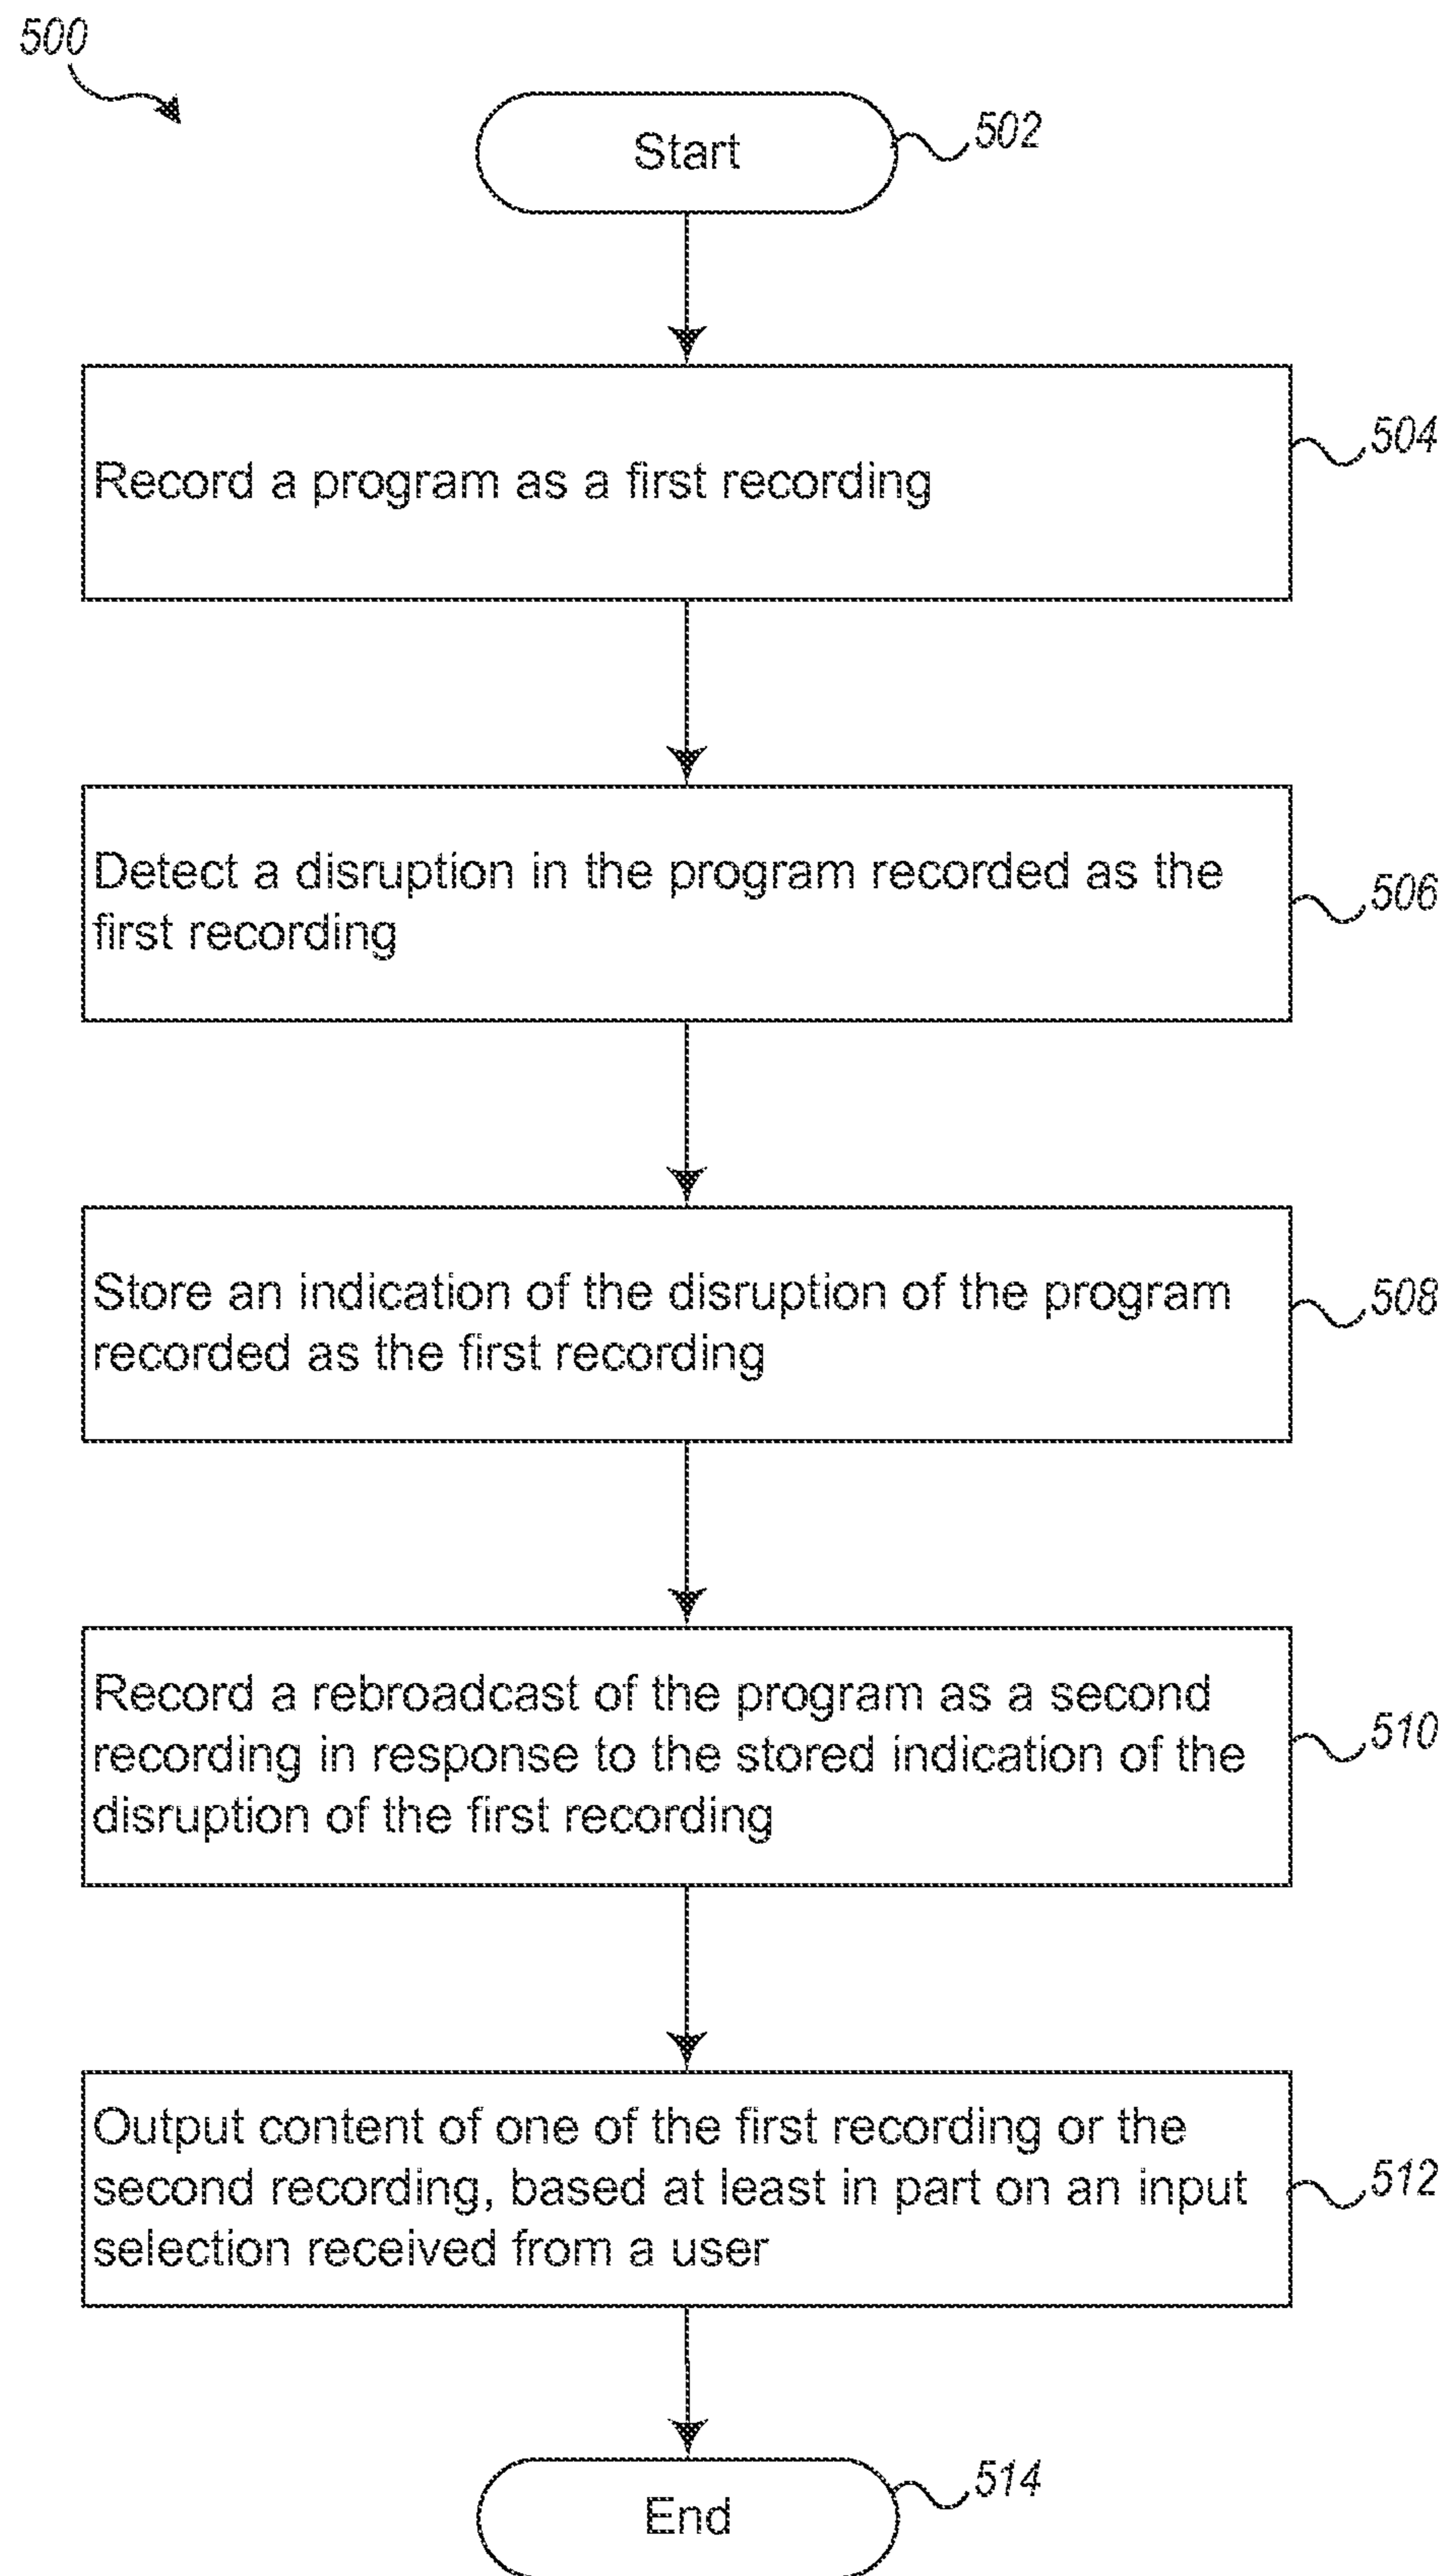 500
Start
502
Record a program as a first recording
504
Detect a disruption in the program recorded as the
first recording
506
Store an indication of the disruption of the program
recorded as the first recording
508
Record a rebroadcast of the program as a second
recording in response to the stored indication of the
disruption of the first recording
510
Output content of one of the first recording or the
second recording, based at least in part on an input
selection received from a user
512
End
514